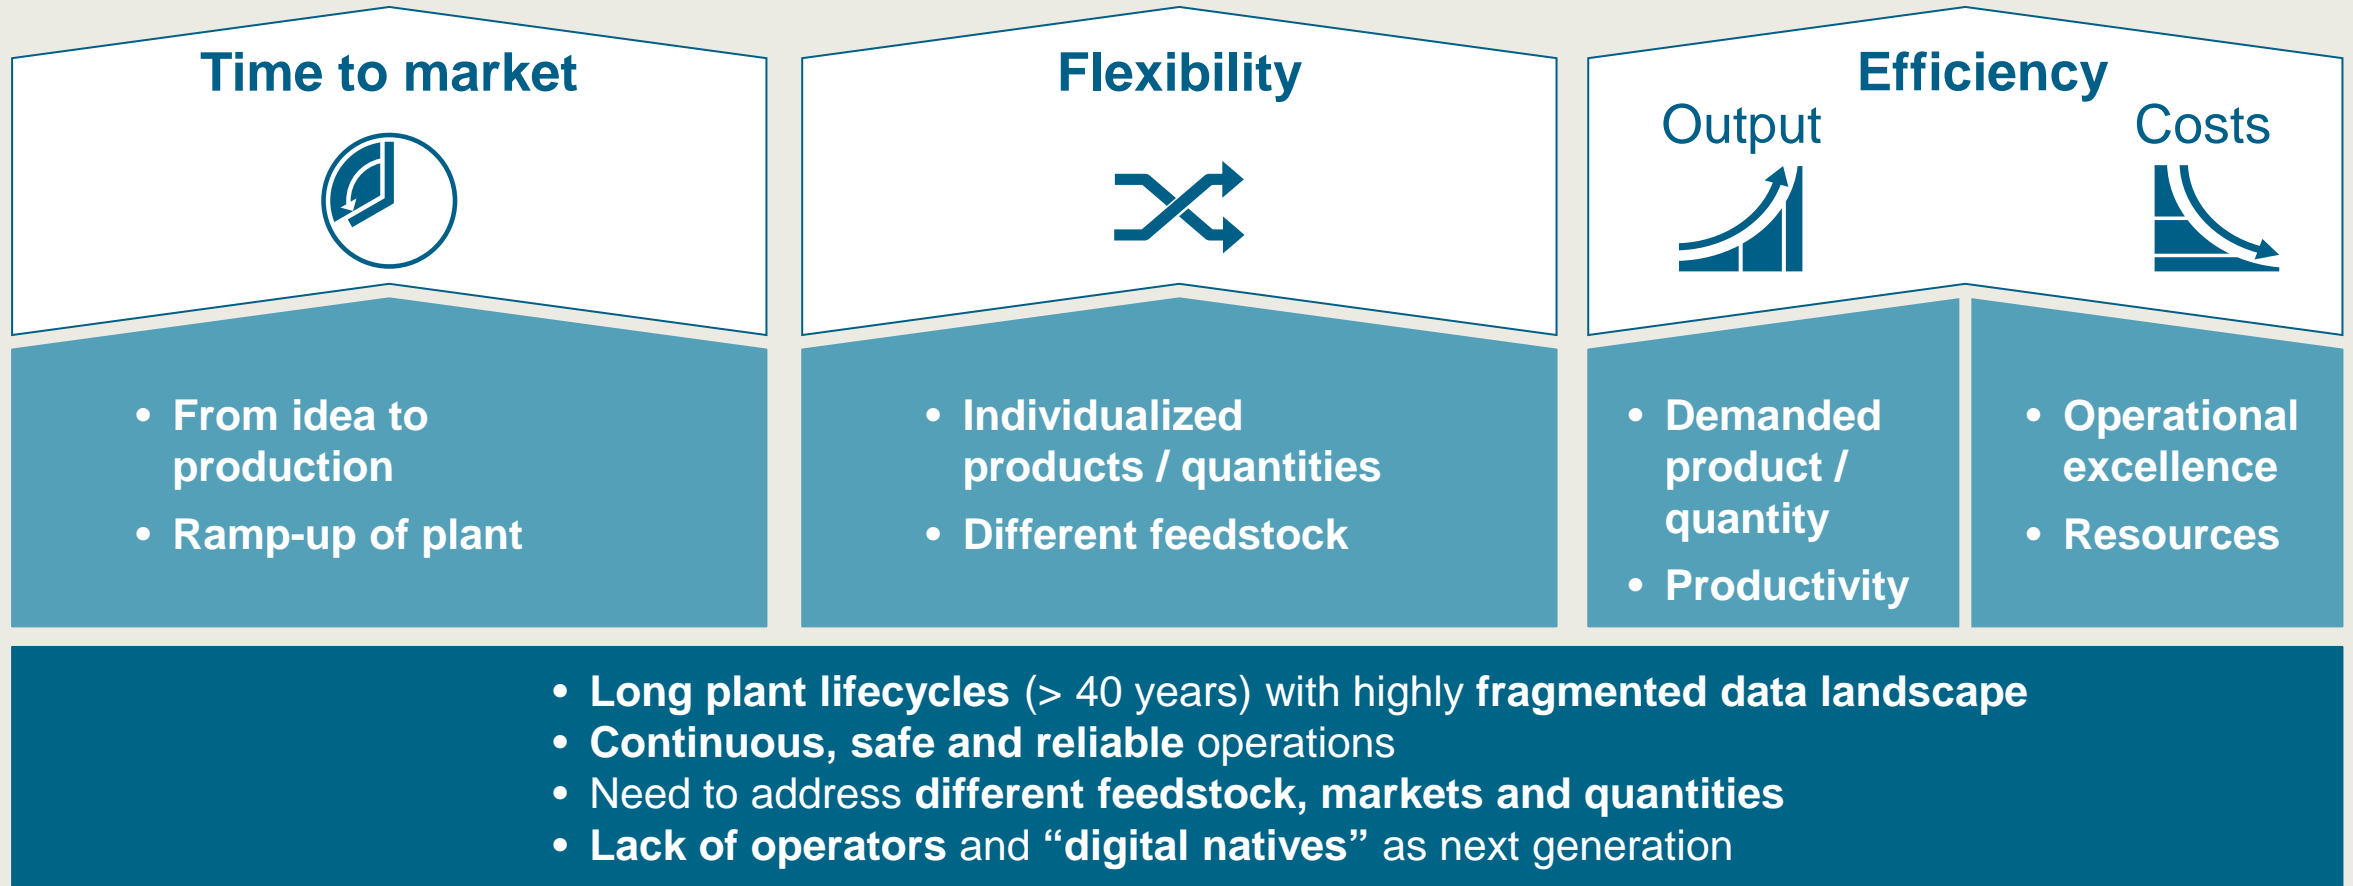 Time to market
• From idea to
production
• Ramp-up of plant
Flexibility
• Individualized
products / quantities
• Different feedstock
Efficiency
Output
Costs
• Demanded
product /
quantity
• Productivity
• Operational
excellence
• Resources
• Long plant lifecycles (> 40 years) with highly fragmented data landscape
• Continuous, safe and reliable operations
• Need to address different feedstock, markets and quantities
• Lack of operators and “digital natives” as next generation